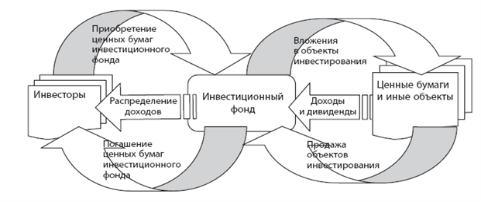 Приобретение
ценных бумаг
инвестиционного
фонда
Вложения
в объекты
инвестирования
Инвесторы
Распределение
доходов
Инвестиционный
фонд
Доходы
и дивиденды
Ценные бумаги
и иные объекты
Погашение
ценных бумаг
инвестиционного
фонда
Продажа
объектов
инвестирования